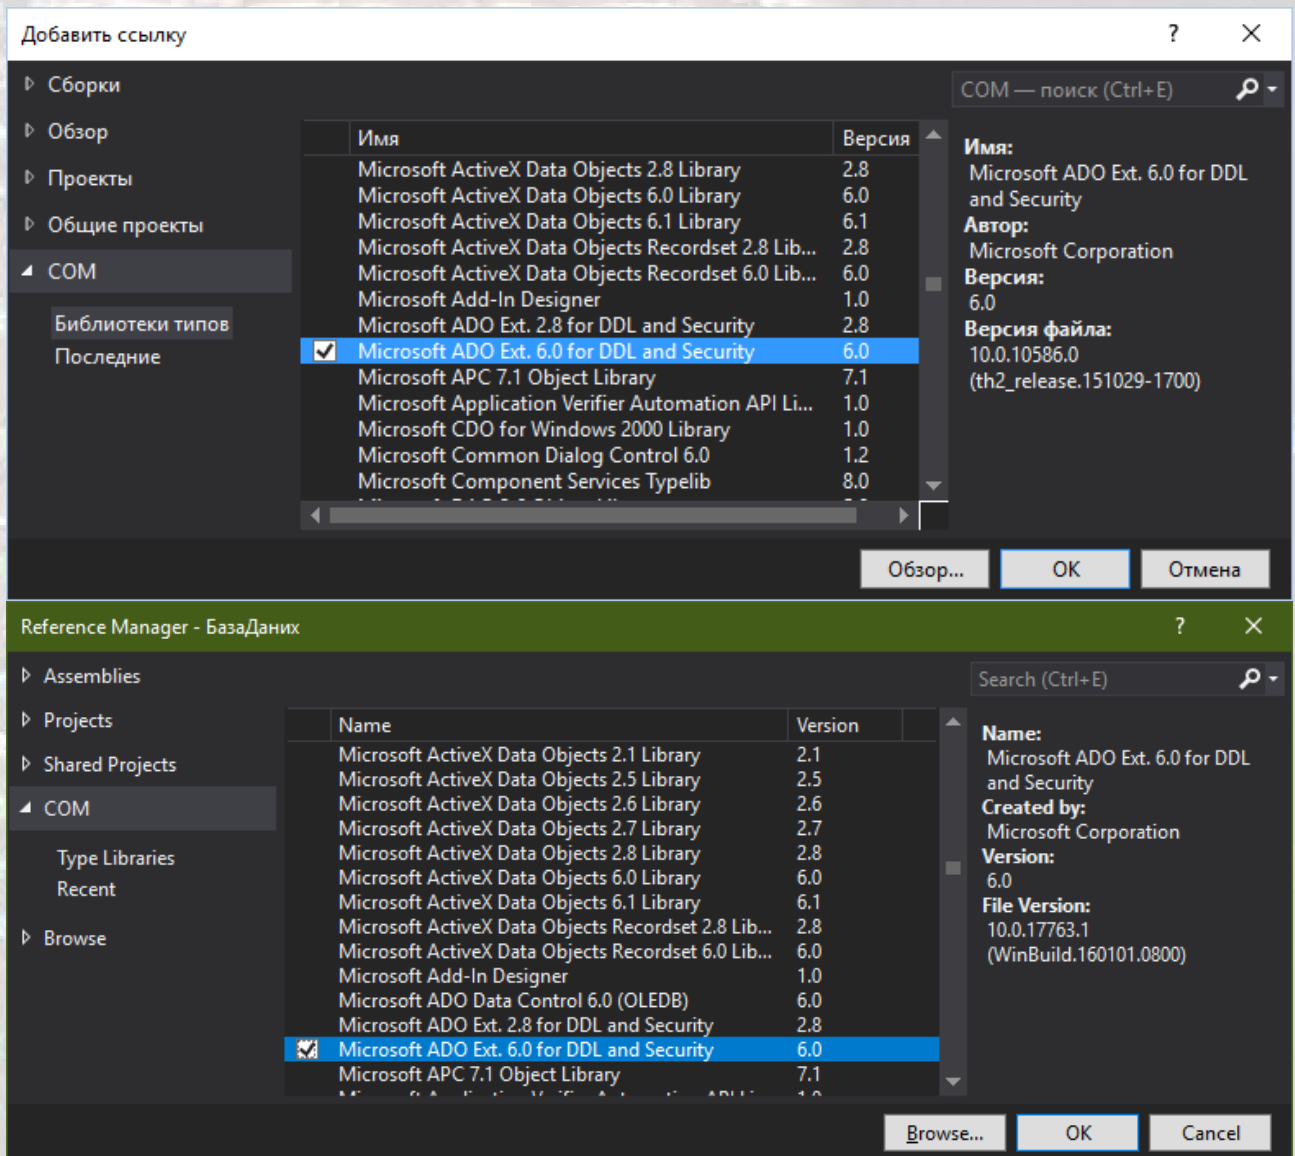 Добавить ссылку
?
Сборки
Обзор
Проекты
Общие проекты
COM
Библиотеки типов
Последние
Имя Версия
Microsoft ActiveX Data Objects 2.8 Library 2.8
Microsoft ActiveX Data Objects 6.0 Library 6.0
Microsoft ActiveX Data Objects 6.1 Library 6.1
Microsoft ActiveX Data Objects Recordset 2.8 Lib... 2.8
Microsoft ActiveX Data Objects Recordset 6.0 Lib... 6.0
Microsoft Add-In Designer 1.0
Microsoft ADO Ext. 2.8 for DDL and Security 2.8
Microsoft ADO Ext. 6.0 for DDL and Security 6.0
Microsoft APC 7.1 Object Library 7.1
Microsoft Application Verifier Automation API Li... 1.0
Microsoft CDO for Windows 2000 Library 1.0
Microsoft Common Dialog Control 6.0 1.2
Microsoft Component Services Typelib 8.0
COM — поиск (Ctrl+E)
Имя:
Microsoft ADO Ext. 6.0 for DDL
and Security
Автор:
Microsoft Corporation
Версия:
6.0
Версия файла:
10.0.10586.0
(th2_release.151029-1700)
Обзор... OK Отмена
Reference Manager - БазаДаних
?
Assemblies
Projects
Shared Projects
COM
Type Libraries
Recent
Browse
Name Version
Microsoft ActiveX Data Objects 2.1 Library 2.1
Microsoft ActiveX Data Objects 2.5 Library 2.5
Microsoft ActiveX Data Objects 2.6 Library 2.6
Microsoft ActiveX Data Objects 2.7 Library 2.7
Microsoft ActiveX Data Objects 2.8 Library 2.8
Microsoft ActiveX Data Objects 6.0 Library 6.0
Microsoft ActiveX Data Objects 6.1 Library 6.1
Microsoft ActiveX Data Objects Recordset 2.8 Lib... 2.8
Microsoft ActiveX Data Objects Recordset 6.0 Lib... 6.0
Microsoft Add-In Designer 1.0
Microsoft ADO Data Control 6.0 (OLEDB) 6.0
Microsoft ADO Ext. 2.8 for DDL and Security 2.8
Microsoft ADO Ext. 6.0 for DDL and Security 6.0
Microsoft APC 7.1 Object Library 7.1
Search (Ctrl+E)
Name:
Microsoft ADO Ext. 6.0 for DDL
and Security
Created by:
Microsoft Corporation
Version:
6.0
File Version:
10.0.17763.1
(WinBuild.160101.0800)
Browse... OK Cancel